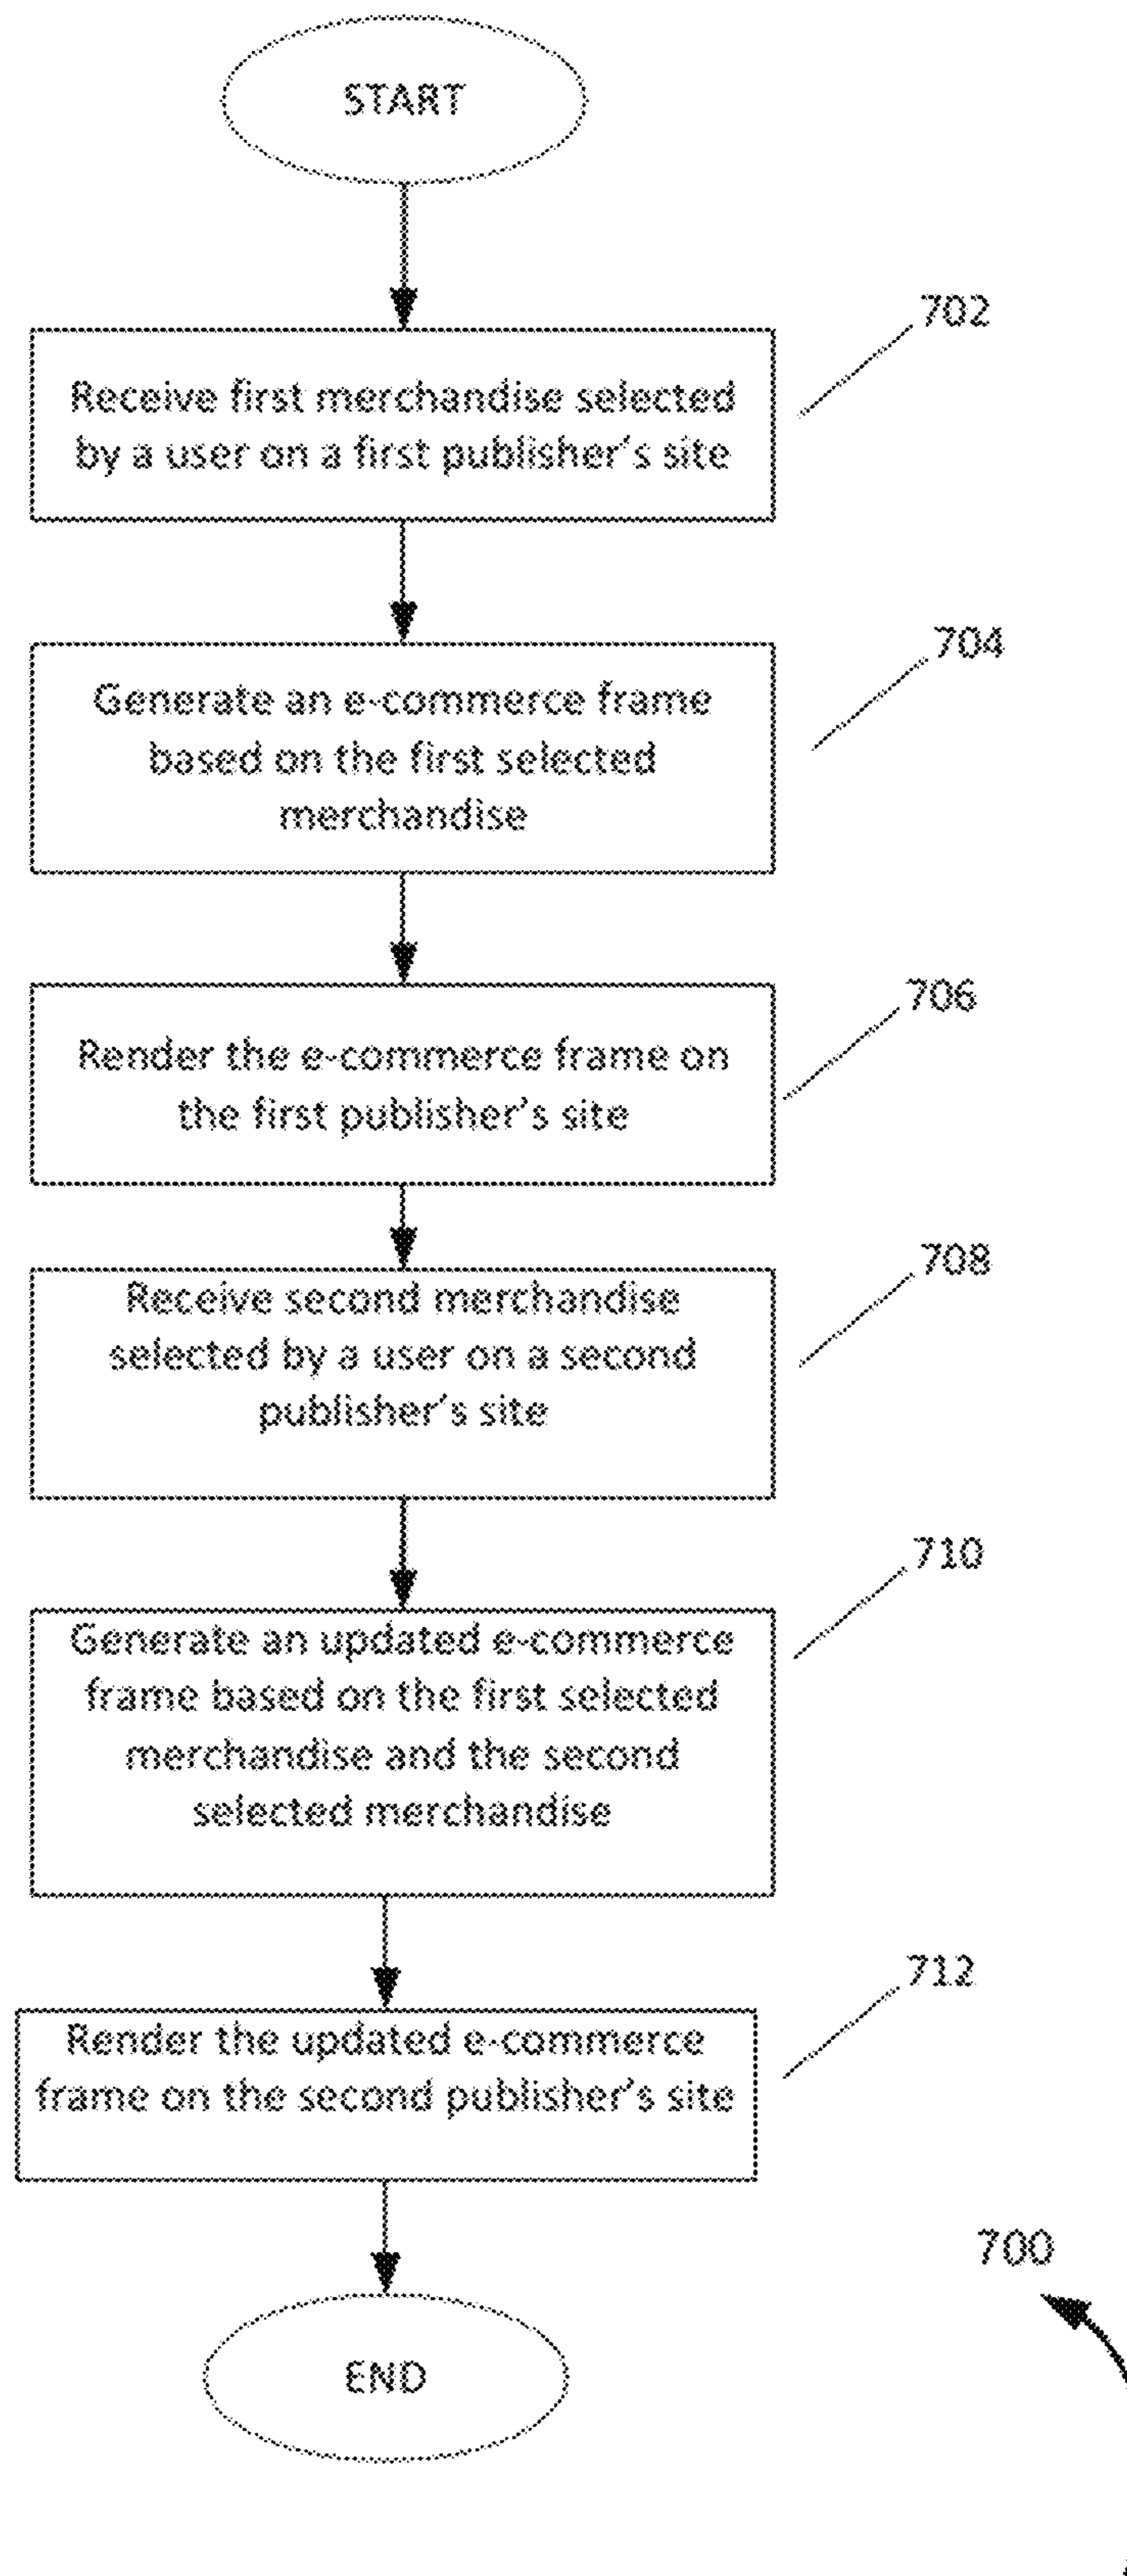 START
702
Receive first merchandise selected
by a user on a first publisher's site
704
Generate an e-commerce frame
based on the first selected
merchandise
706
Render the e-commerce frame on
the first publisher's site
708
Receive second merchandise
selected by a user on a second
publisher's site
710
Generate an updated e-commerce
frame based on the first selected
merchandise and the second
selected merchandise
712
Render the updated e-commerce
frame on the second publisher's site
700
END